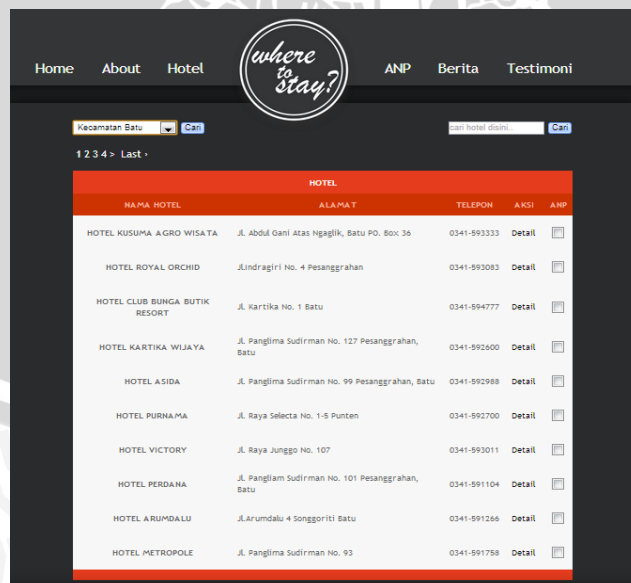 Home About Hotel
where
to
stay?
ANP Berita Testimoni
Kecamatan Batu Cari
cari hotel disini.. Cari
1 2 3 4 > Last ›
HOTEL
NAMA HOTEL ALAMAT TELEPON AKSI ANP
HOTEL KUSUMA AGRO WISATA Jl. Abdul Gani Atas Ngaglik, Batu PO. Box 36 0341-593333 Detail
HOTEL ROYAL ORCHID JLIndragiri No. 4 Pesanggrahan 0341-593083 Detail
HOTEL CLUB BUNGA BUTIK
RESORT Jl. Kartika No. 1 Batu 0341-594777 Detail
HOTEL KARTIKA WIJAYA Jl. Panglima Sudirman No. 127 Pesanggrahan,
Batu 0341-592600 Detail
HOTEL ASIDA Jl. Panglima Sudirman No. 99 Pesanggrahan, Batu 0341-592988 Detail
HOTEL PURNAMA Jl. Raya Selecta No. 1-5 Punten 0341-592700 Detail
HOTEL VICTORY Jl. Raya Junggo No. 107 0341-593011 Detail
HOTEL PERDANA Jl. Pangliam Sudirman No. 101 Pesanggrahan,
Batu 0341-591104 Detail
HOTEL ARUMDALU Jl.Arumdalu 4 Songgoriti Batu 0341-591266 Detail
HOTEL METROPOLE Jl. Panglima Sudirman No. 93 0341-591758 Detail